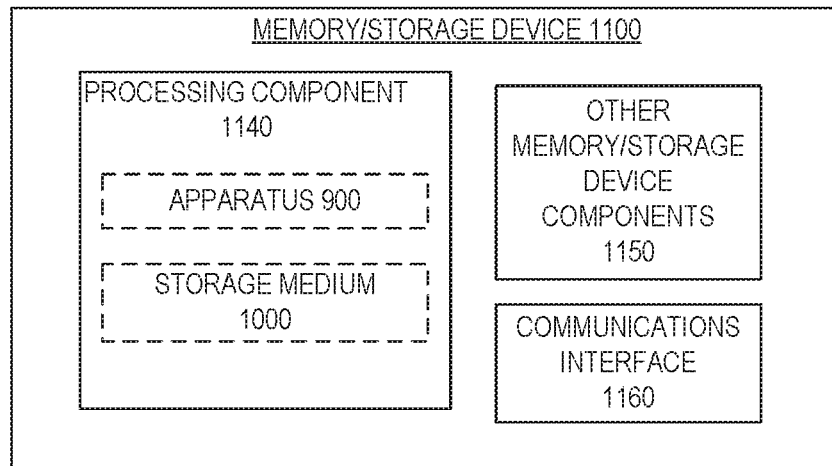 MEMORY/STORAGE DEVICE 1100
PROCESSING COMPONENT
1140
APPARATUS 900
STORAGE MEDIUM
1000
OTHER
MEMORY/STORAGE
DEVICE
COMPONENTS
1150
COMMUNICATIONS
INTERFACE
1160